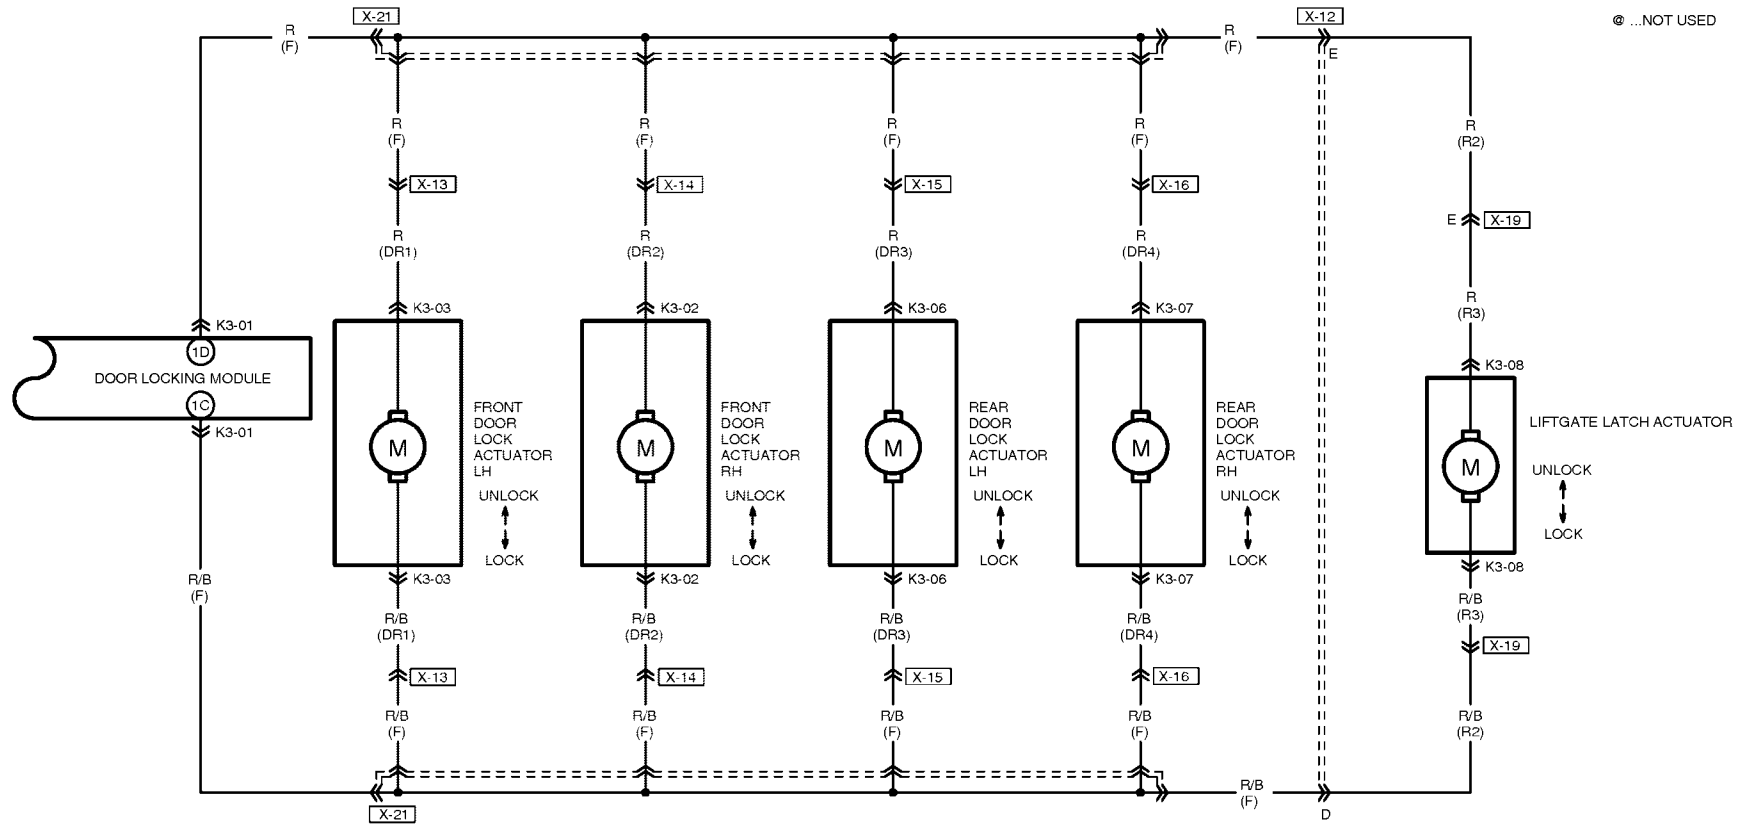 X-21
X-12
@ ...NOT USED
R
(F)
R
(F)
E
R
(F)
R
(F)
R
(F)
R
(F)
R
(R2)
X-13
X-14
X-15
X-16
E
X-19
R
(DR1)
R
(DR2)
R
(DR3)
R
(DR4)
R
(R3)
K3-01
K3-03
K3-02
K3-06
K3-07
K3-08
1D
DOOR LOCKING MODULE
1C
K3-01
M
FRONT
DOOR
LOCK
ACTUATOR
LH
UNLOCK
LOCK
M
FRONT
DOOR
LOCK
ACTUATOR
RH
UNLOCK
LOCK
M
REAR
DOOR
LOCK
ACTUATOR
LH
UNLOCK
LOCK
M
REAR
DOOR
LOCK
ACTUATOR
RH
UNLOCK
LOCK
M
LIFTGATE LATCH ACTUATOR
UNLOCK
LOCK
K3-03
K3-02
K3-06
K3-07
K3-08
R/B
(F)
R/B
(DR1)
R/B
(DR2)
R/B
(DR3)
R/B
(DR4)
R/B
(R3)
X-13
X-14
X-15
X-16
X-19
R/B
(F)
R/B
(F)
R/B
(F)
R/B
(F)
R/B
(R2)
R/B
(F)
X-21
D